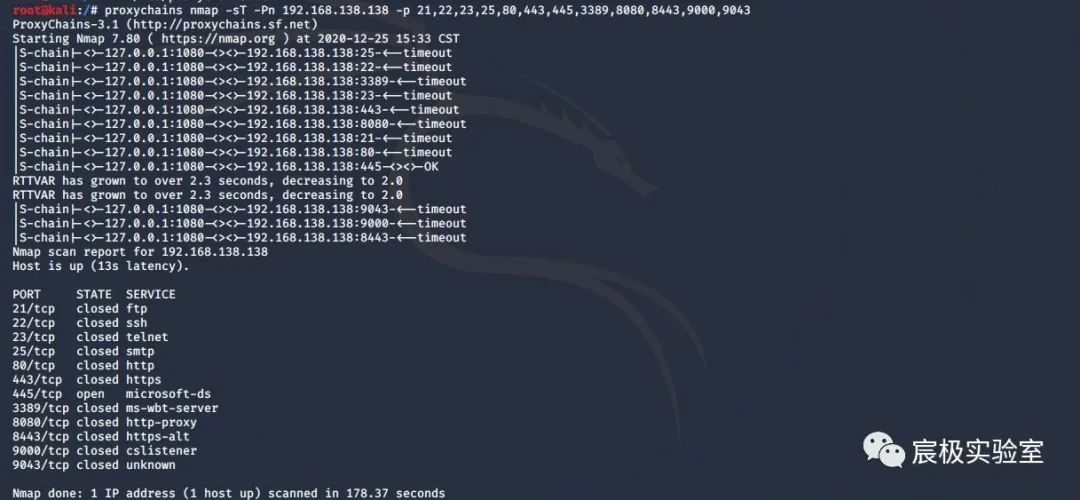 root@kali:/# proxychains nmap -sT -Pn 192.168.138.138 -p 21,22,23,25,80,443,445,3389,8080,8443,9000,9043
ProxyChains-3.1 (http://proxychains.sf.net)
Starting Nmap 7.80 ( https://nmap.org ) at 2020-12-25 15:33 CST
|S-chain|-<>-127.0.0.1:1080-<><>-192.168.138.138:25-<--timeout
|S-chain|-<>-127.0.0.1:1080-<><>-192.168.138.138:22-<--timeout
|S-chain|-<>-127.0.0.1:1080-<><>-192.168.138.138:3389-<--timeout
|S-chain|-<>-127.0.0.1:1080-<><>-192.168.138.138:23-<--timeout
|S-chain|-<>-127.0.0.1:1080-<><>-192.168.138.138:443-<--timeout
|S-chain|-<>-127.0.0.1:1080-<><>-192.168.138.138:8080-<--timeout
|S-chain|-<>-127.0.0.1:1080-<><>-192.168.138.138:21-<--timeout
|S-chain|-<>-127.0.0.1:1080-<><>-192.168.138.138:80-<--timeout
|S-chain|-<>-127.0.0.1:1080-<><>-192.168.138.138:445-<><>-OK
RTTVAR has grown to over 2.3 seconds, decreasing to 2.0
RTTVAR has grown to over 2.3 seconds, decreasing to 2.0
|S-chain|-<>-127.0.0.1:1080-<><>-192.168.138.138:9043-<--timeout
|S-chain|-<>-127.0.0.1:1080-<><>-192.168.138.138:9000-<--timeout
|S-chain|-<>-127.0.0.1:1080-<><>-192.168.138.138:8443-<--timeout
Nmap scan report for 192.168.138.138
Host is up (13s latency).
PORT STATE SERVICE
21/tcp closed ftp
22/tcp closed ssh
23/tcp closed telnet
25/tcp closed smtp
80/tcp closed http
443/tcp closed https
445/tcp open microsoft-ds
3389/tcp closed ms-wbt-server
8080/tcp closed http-proxy
8443/tcp closed https-alt
9000/tcp closed cslistener
9043/tcp closed unknown
宸极实验室
Nmap done: 1 IP address (1 host up) scanned in 178.37 seconds